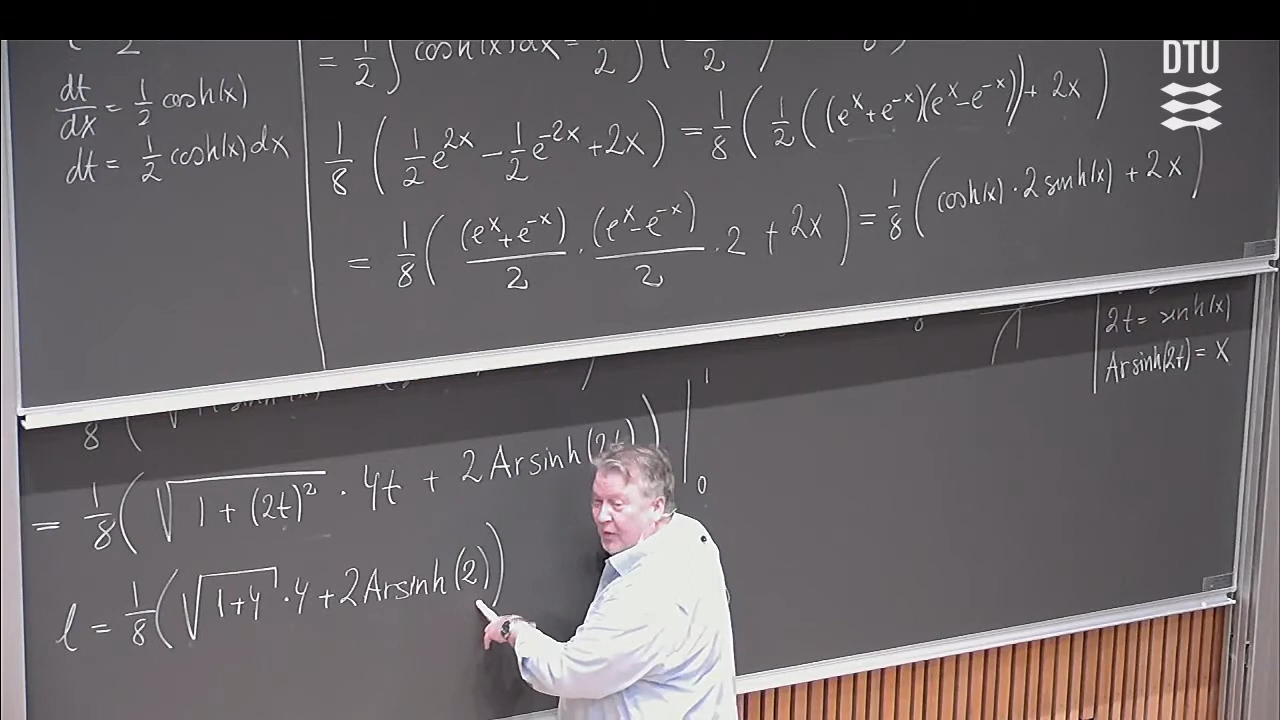 DTU
dt/dx = 1/2 cosh(x)
dt = 1/2 cosh(x) dx
= 1/2 ∫ cosh(x) dx =
1/8 ( 1/2 e^{2x} − 1/2 e^{-2x} + 2x ) = 1/8 ( 1/2 ((e^x + e^{-x})(e^x − e^{-x})) + 2x )
= 1/8 ( (e^x + e^{-x})/2 · (e^x − e^{-x})/2 · 2 + 2x ) = 1/8 ( cosh(x) · 2 sinh(x) + 2x )
2t = sinh(x)
Arsinh(2t) = x
= 1/8 ( √(1 + (2t)^2) · 4t + 2 Arsinh(2t) ) |_0^1
l = 1/8 ( √(1+4) · 4 + 2 Arsinh(2) )